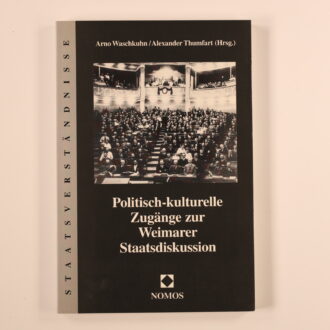 STAATSVERSTÄNDNISSE
Arno Waschkuhn/Alexander Thumfart (Hrsg.)
Politisch-kulturelle
Zugänge zur
Weimarer
Staatsdiskussion
NOMOS